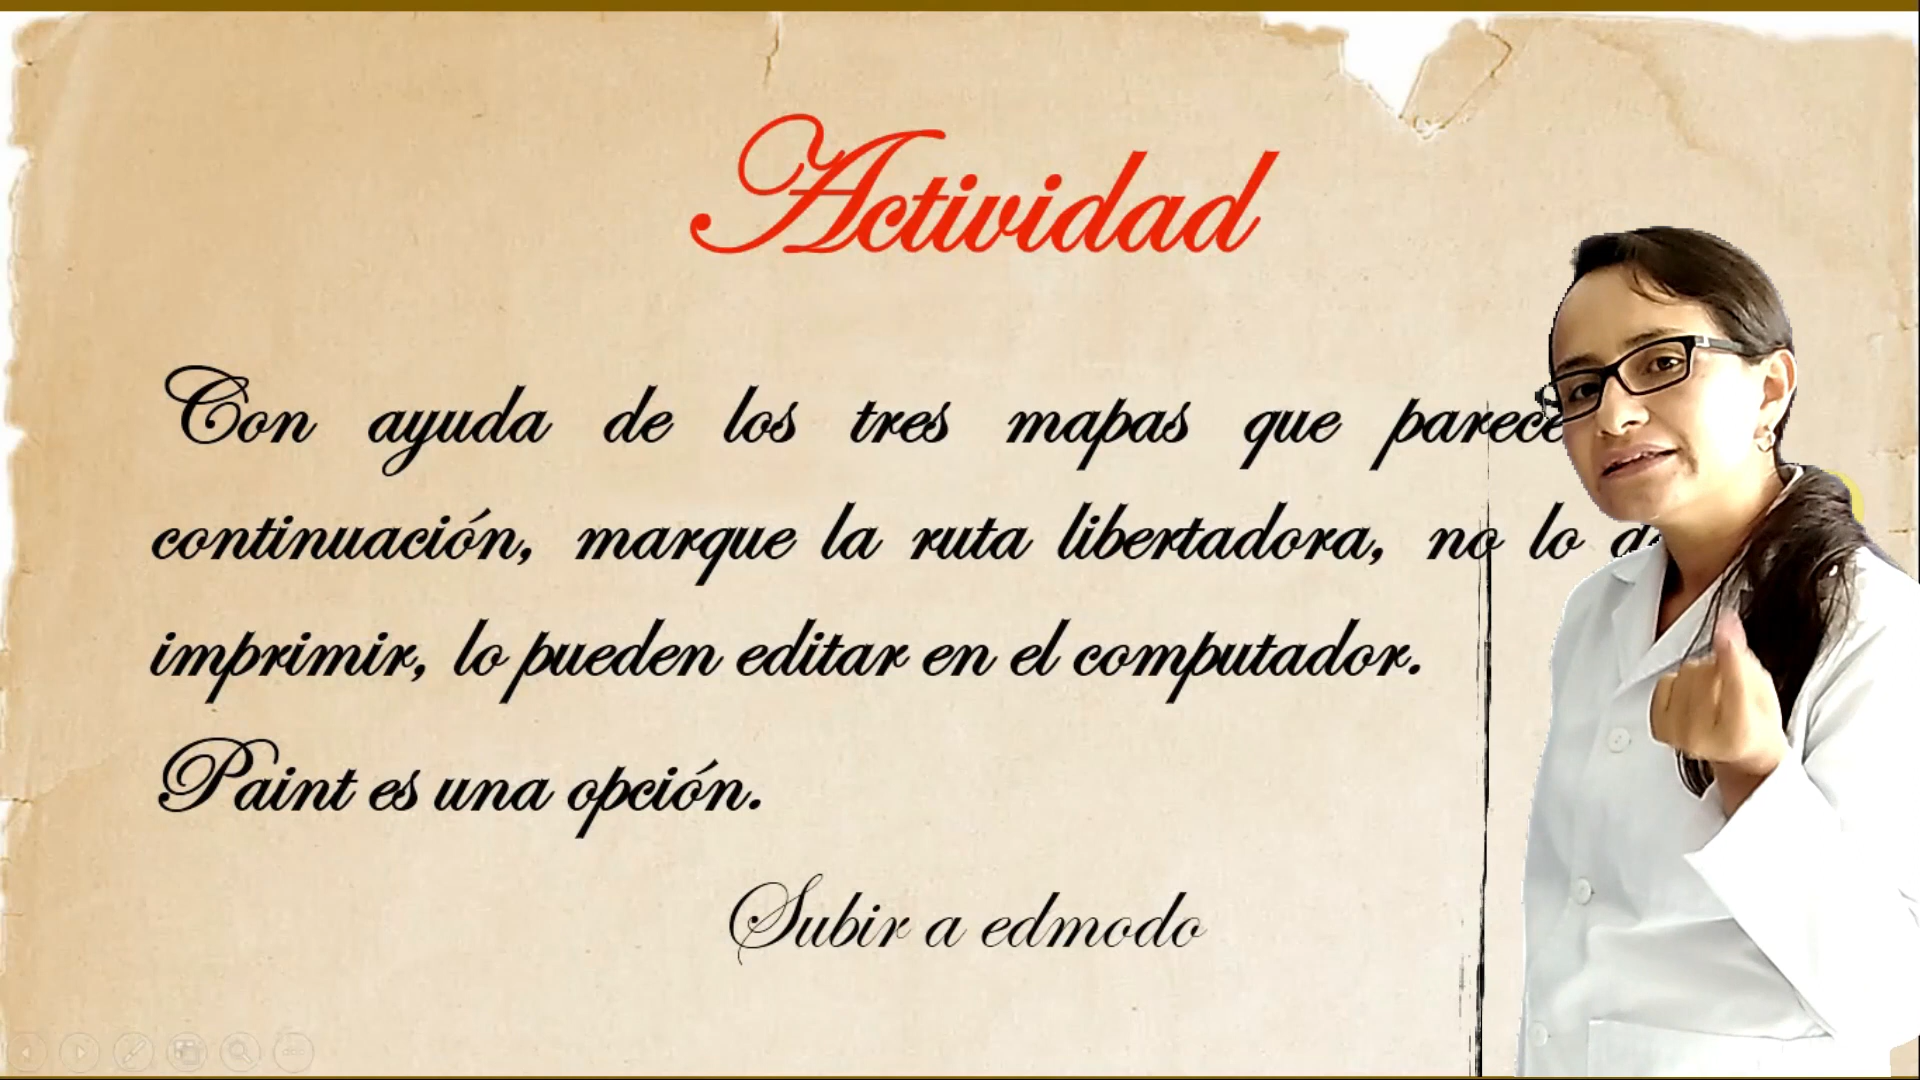 Actividad
Con ayuda de los tres mapas que
continuación, marque la ruta libertadora, no lo
imprimir, lo pueden editar en el computador.
Paint es una opción.
Subir a edmodo